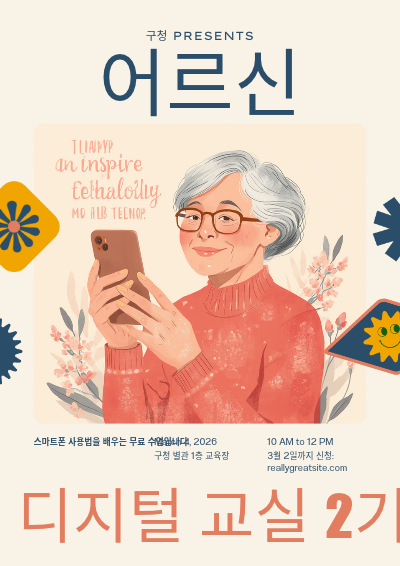 구청 PRESENTS
어르신
an inspire
스마트폰 사용법을 배우는 무료 수업입니다.
4, 2026
구청 별관 1층 교육장
10 AM to 12 PM
3월 2일까지 신청:
reallygreatsite.com
디지털 교실 2기